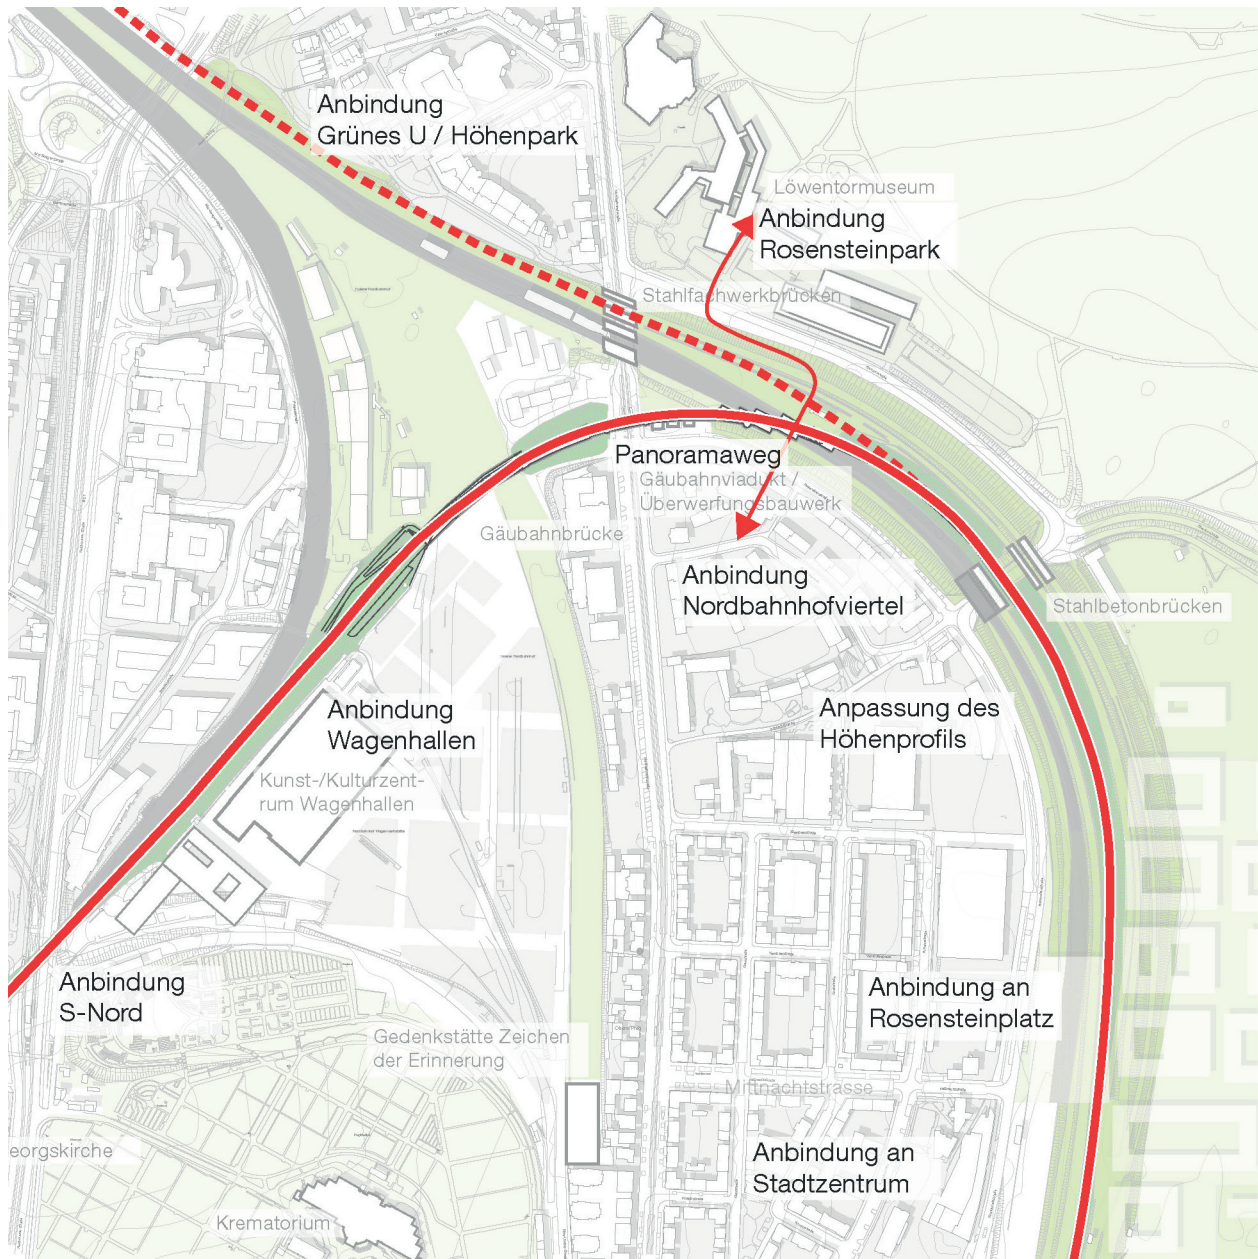 Anbindung
Grünes U / Höhenpark
Löwentormuseum
Anbindung
Rosensteinpark
Stahlfachwerkbrücken
Panoramaweg
Gäubahnviadukt /
Überwerfungsbauwerk
Gäubahnbrücke
Anbindung
Nordbahnhofviertel
Stahlbetonbrücken
Anbindung
Wagenhallen
Anpassung des
Höhenprofils
Kunst-/Kulturzent-
rum Wagenhallen
Anbindung
S-Nord
Anbindung an
Rosensteinplatz
Gedenkstätte Zeichen
der Erinnerung
Mittnachtstrasse
eorgskirche
Anbindung an
Stadtzentrum
Krematorium